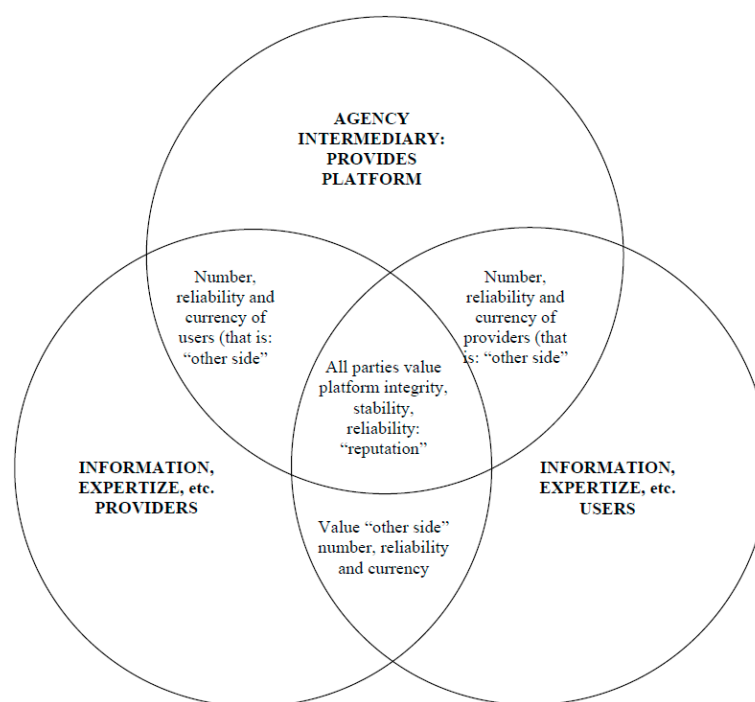 AGENCY
INTERMEDIARY:
PROVIDES
PLATFORM
Number,
reliability and
currency of
users (that is:
“other side”
Number,
reliability and
currency of
providers (that
is: “other side”
All parties value
platform integrity,
stability,
reliability:
“reputation”
INFORMATION,
EXPERTIZE, etc.
PROVIDERS
INFORMATION,
EXPERTIZE, etc.
USERS
Value “other side”
number, reliability
and currency